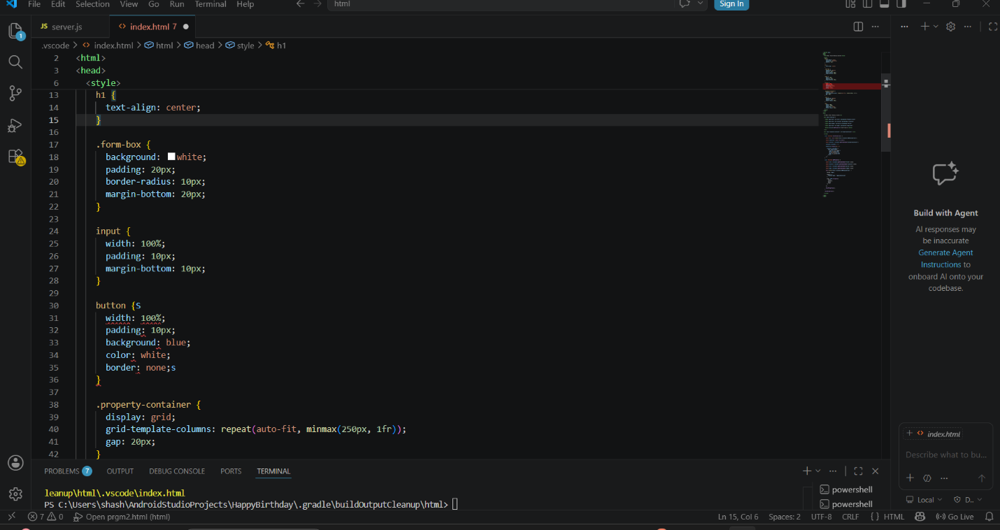 File Edit Selection View Go Run Terminal Help
html
Sign In
JS server.js
index.html 7
.vscode > index.html > html > head > style > h1
2 <html>
3 <head>
6 <style>
13 h1 {
14 text-align: center;
15 }
16
17 .form-box {
18 background: white;
19 padding: 20px;
20 border-radius: 10px;
21 margin-bottom: 20px;
22 }
23
24 input {
25 width: 100%;
26 padding: 10px;
27 margin-bottom: 10px;
28 }
29
30 button {S
31 width: 100%;
32 padding: 10px;
33 background: blue;
34 color: white;
35 border: none;s
36 }
37
38 .property-container {
39 display: grid;
40 grid-template-columns: repeat(auto-fit, minmax(250px, 1fr));
41 gap: 20px;
42 }
1
Build with Agent
AI responses may
be inaccurate
Generate Agent
Instructions to
onboard AI onto your
codebase.
+ <> index.html
Describe what to bu...
Local
D..
PROBLEMS 7 OUTPUT DEBUG CONSOLE PORTS TERMINAL
leanup\html\.vscode\index.html
PS C:\Users\shash\AndroidStudioProjects\HappyBirthday\.gradle\buildOutputCleanup\html>
powershell
powershell
7 0 Open prgm2.html (html)
Ln 15, Col 6 Spaces: 2 UTF-8 CRLF {} HTML Go Live